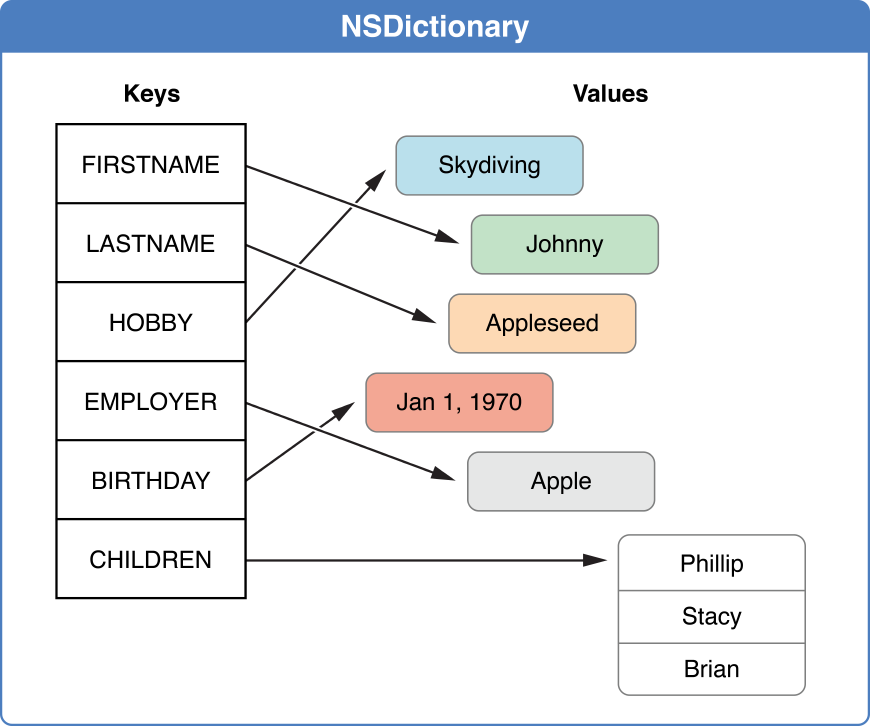 NSDictionary
Keys
Values
FIRSTNAME
LASTNAME
HOBBY
EMPLOYER
BIRTHDAY
CHILDREN
Skydiving
Johnny
Appleseed
Jan 1, 1970
Apple
Phillip
Stacy
Brian